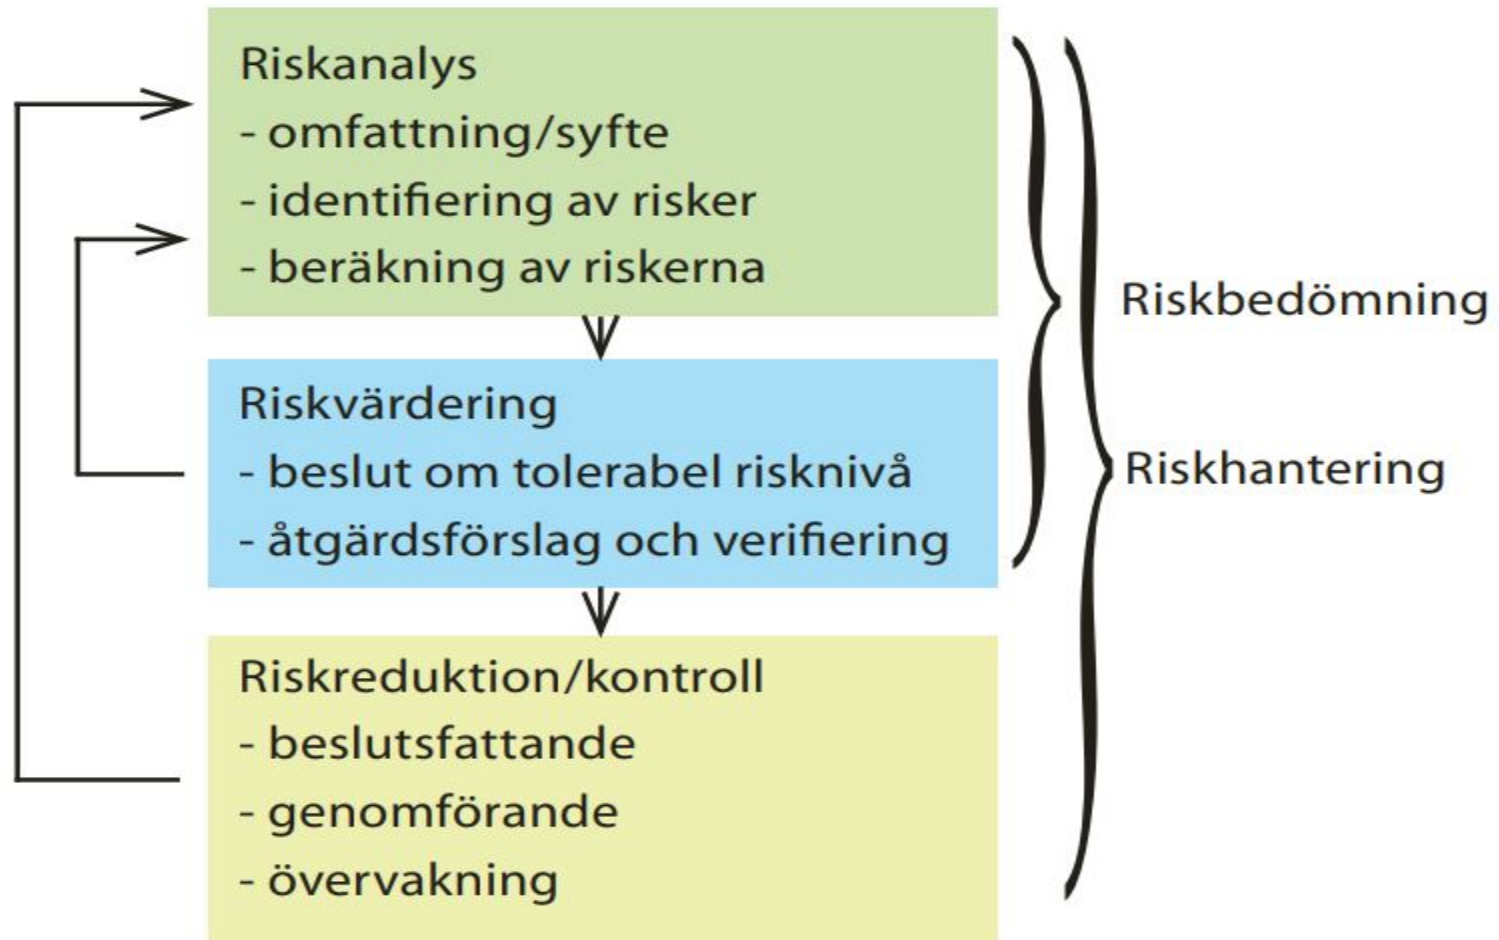 Riskanalys
- omfattning/syfte
- identifiering av risker
- beräkning av riskerna
Riskvärdering
- beslut om tolerabel risknivå
- åtgärdsförslag och verifiering
Riskreduktion/kontroll
- beslutsfattande
- genomförande
- övervakning
Riskbedömning
Riskhantering